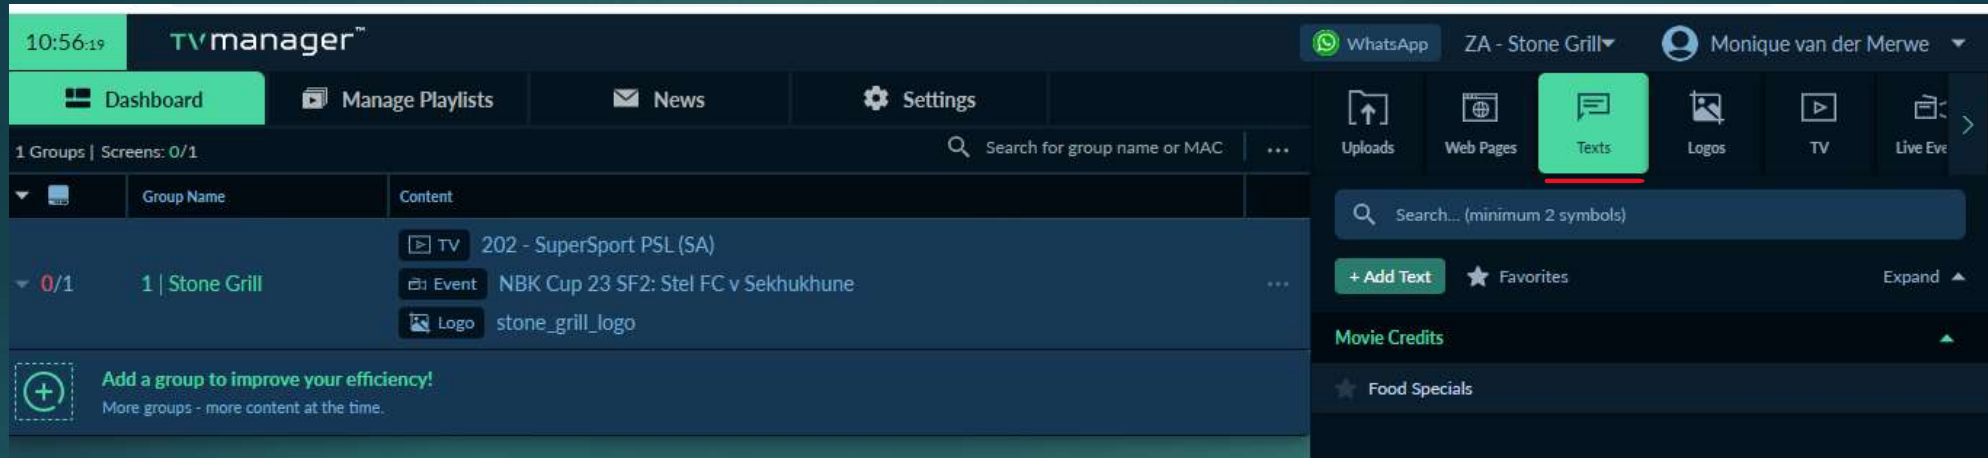 10:56:19
TVmanager™
WhatsApp
ZA - Stone Grill
Monique van der Merwe
Dashboard
Manage Playlists
News
Settings
1 Groups | Screens: 0/1
Search for group name or MAC
...
Group Name
Content
0/1
1 | Stone Grill
TV 202 - SuperSport PSL (SA)
Event NBK Cup 23 SF2: Stel FC v Sekhukhune
...
Logo stone_grill_logo
Add a group to improve your efficiency!
More groups - more content at the time.
Uploads
Web Pages
Texts
Logos
TV
Live Eve
Search... (minimum 2 symbols)
+ Add Text
Favorites
Expand
Movie Credits
Food Specials